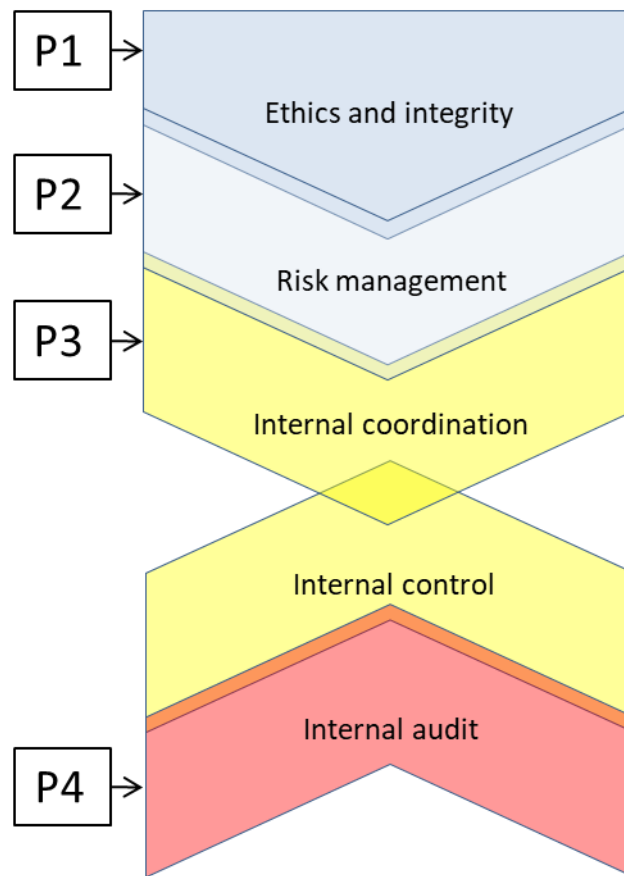 P1
Ethics and integrity
P2
Risk management
P3
Internal coordination
Internal control
Internal audit
P4